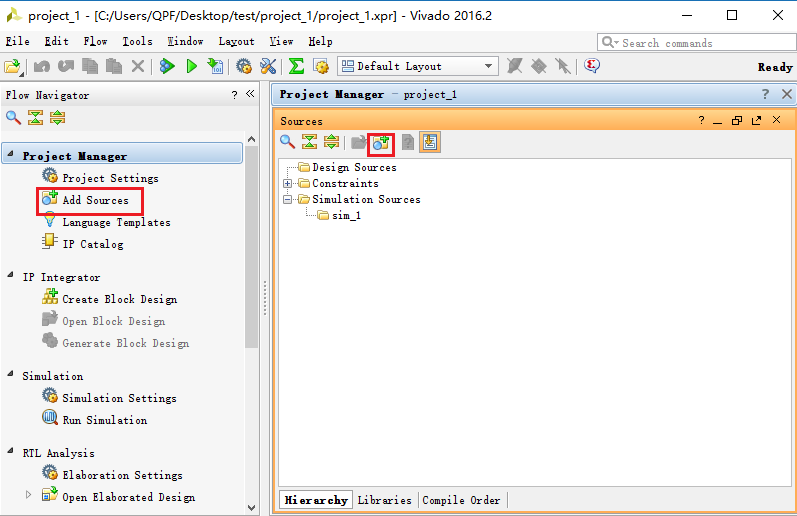 project_1 - [C:/Users/QPF/Desktop/test/project_1/project_1.xpr] - Vivado 2016.2
File Edit Flow Tools Window Layout View Help
Search commands
Default Layout
Ready
Flow Navigator
? «
Project Manager
Project Settings
Add Sources
Language Templates
IP Catalog
IP Integrator
Create Block Design
Open Block Design
Generate Block Design
Simulation
Simulation Settings
Run Simulation
RTL Analysis
Elaboration Settings
Open Elaborated Design
Project Manager - project_1
?
Sources
?
Design Sources
Constraints
Simulation Sources
sim_1
Hierarchy Libraries Compile Order